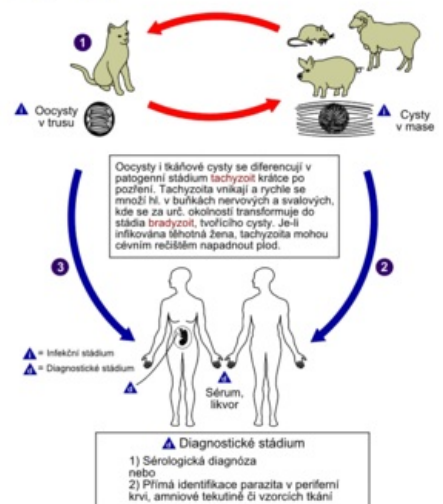 1
i Oocysty
v trusu
i Cysty
v mase
Oocysty i tkáňové cysty se diferencují v
patogenní stádium tachyzoit krátce po
pozření. Tachyzoita vnikají a rychle se
množí hl. v buňkách nervových a svalových,
kde se za urč. okolností transformuje do
stádia bradyzoit, tvořícího cysty. Je-li
infikována těhotná žena, tachyzoita mohou
cévním rečištěm napadnout plod.
3
2
i = Infekční stádium
d = Diagnostické stádium
d
d
Sérum,
likvor
d Diagnostické stádium
1) Sérologická diagnóza
nebo
2) Přímá identifikace parazita v periferní
krvi, amniové tekutině či vzorcích tkání